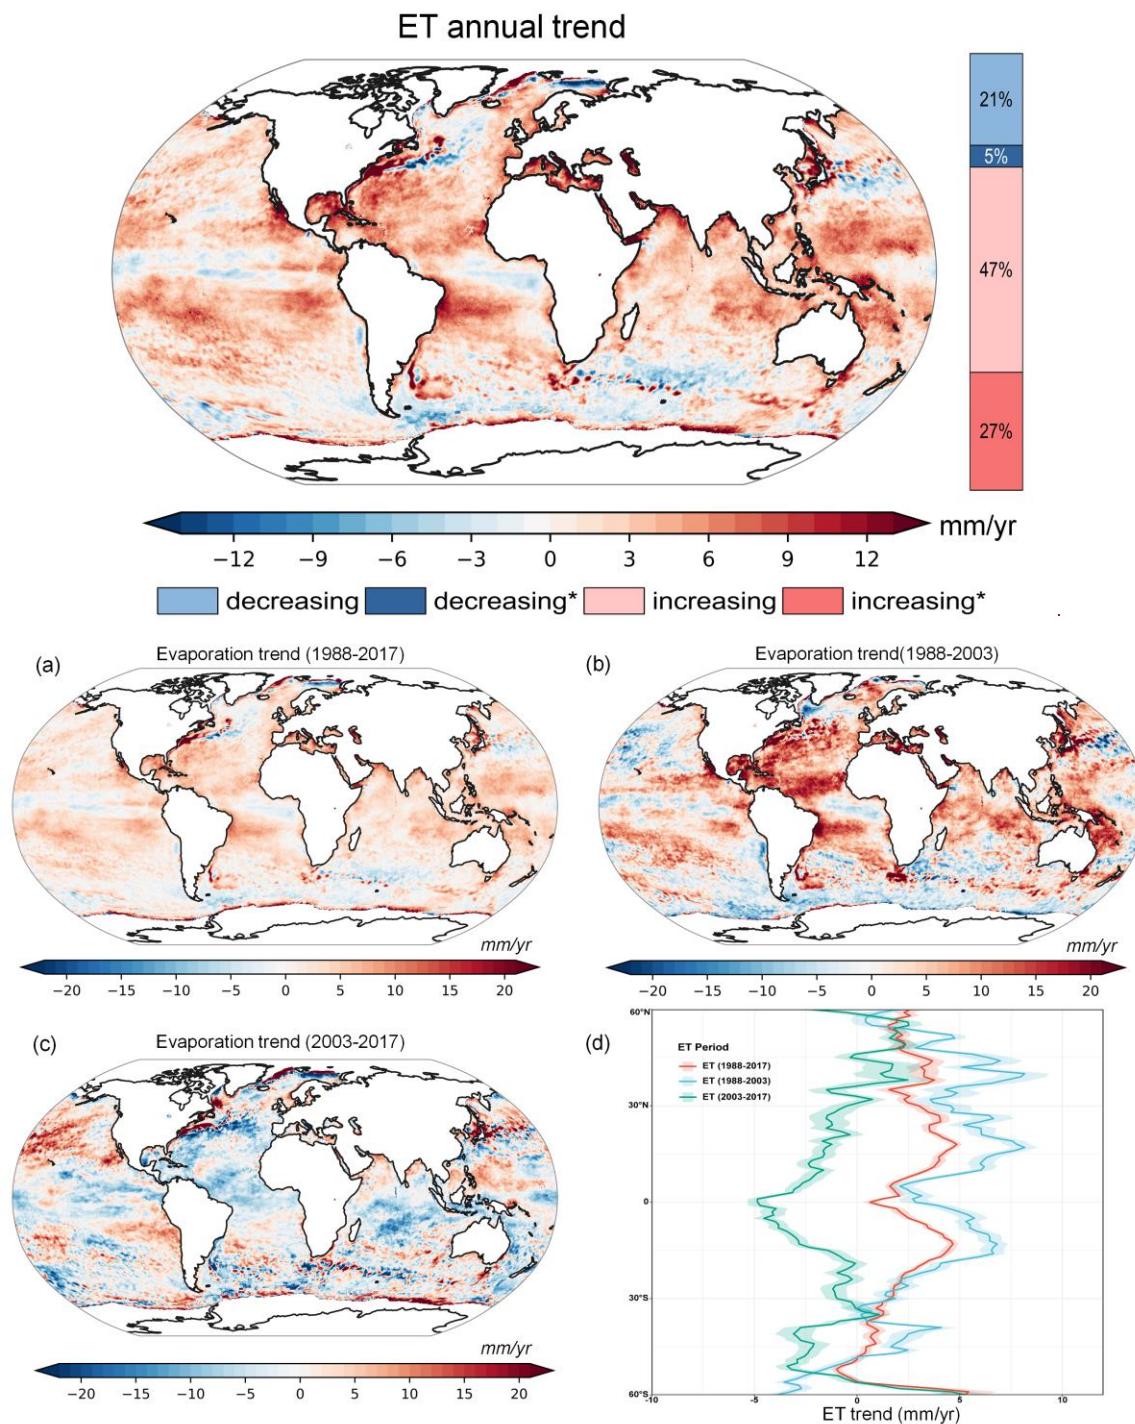 ET annual trend
21%
5%
47%
27%
−12 −9 −6 −3 0 3 6 9 12 mm/yr
decreasing decreasing* increasing increasing*
(a) Evaporation trend (1988-2017)
mm/yr
−20 −15 −10 −5 0 5 10 15 20
(b) Evaporation trend(1988-2003)
mm/yr
−20 −15 −10 −5 0 5 10 15 20
(c) Evaporation trend (2003-2017)
mm/yr
−20 −15 −10 −5 0 5 10 15 20
(d)
60°N
ET Period
ET (1988-2017)
ET (1988-2003)
ET (2003-2017)
30°N
0
30°S
60°S
-10 -5 0 5 10
ET trend (mm/yr)